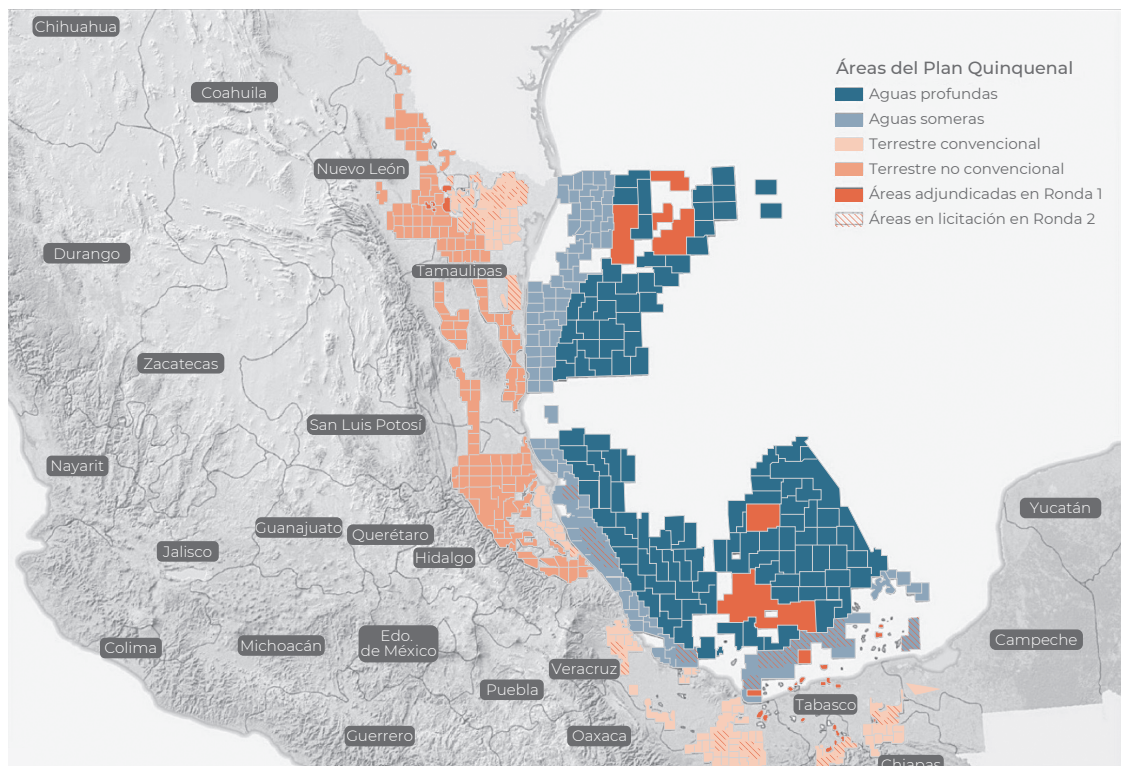 Chihuahua
Coahuila
Nuevo León
Durango
Tamaulipas
Zacatecas
San Luis Potosí
Nayarit
Guanajuato
Querétaro
Jalisco
Hidalgo
Colima
Michoacán
Edo.
de México
Veracruz
Puebla
Guerrero
Oaxaca
Tabasco
Chiapas
Campeche
Yucatán
Áreas del Plan Quinquenal
Aguas profundas
Aguas someras
Terrestre convencional
Terrestre no convencional
Áreas adjundicadas en Ronda 1
Áreas en licitación en Ronda 2